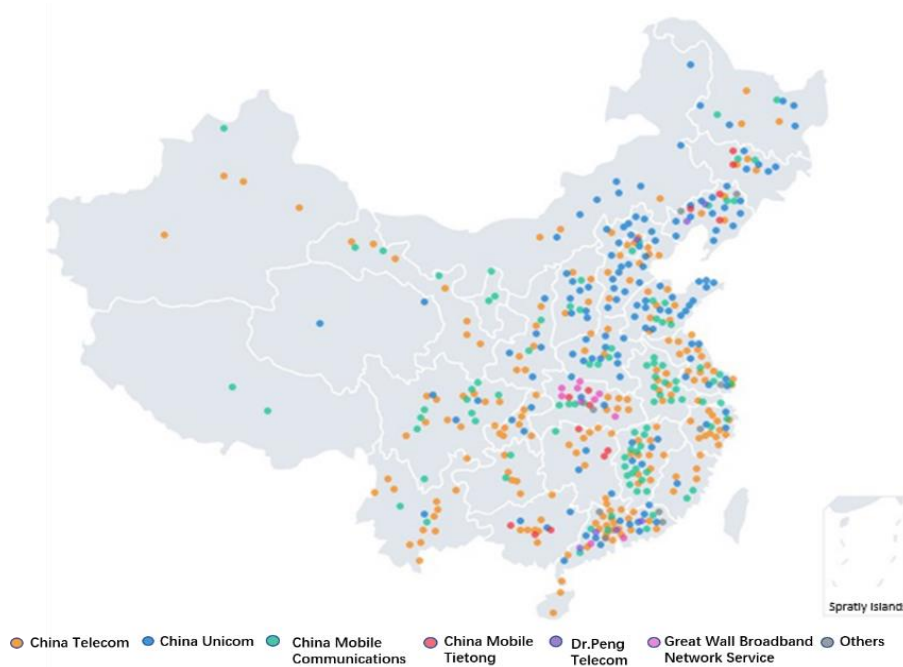 Spratly Islands
China Telecom
China Unicom
China Mobile
Communications
China Mobile
Tietong
Dr.Peng
Telecom
Great Wall Broadband
Network Service
Others